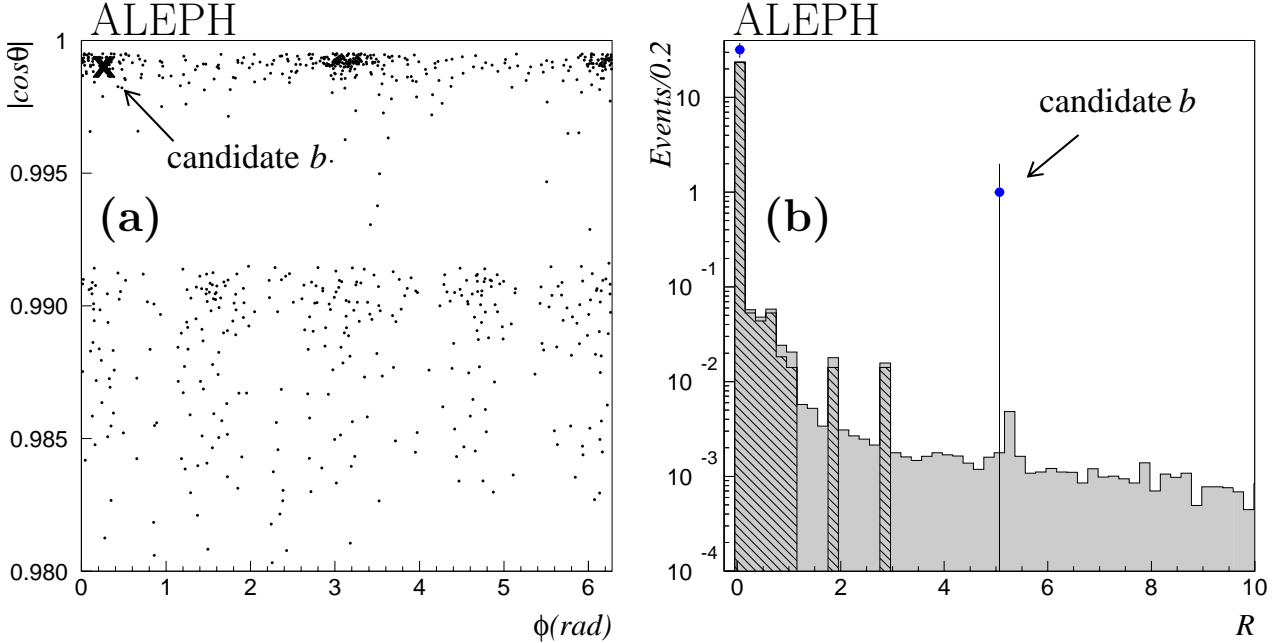 ALEPH
|cosθ|
1
0.995
0.990
0.985
0.980
candidate b
(a)
0 1 2 3 4 5 6
ϕ(rad)
ALEPH
Events/0.2
10
1
10 -1
10 -2
10 -3
10 -4
candidate b
(b)
0 2 4 6 8 10
R